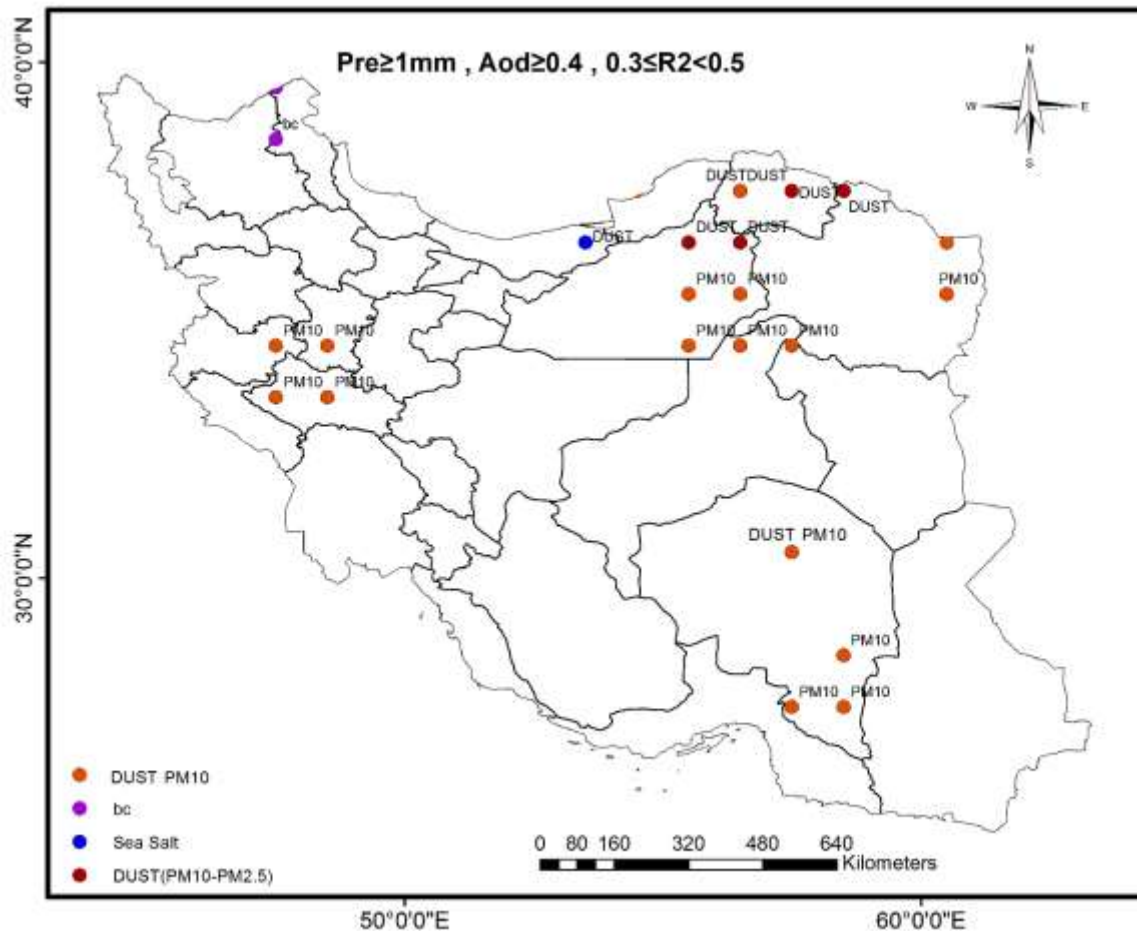 Pre≥1mm , Aod≥0.4 , 0.3≤R2<0.5
40°0'0"N
30°0'0"N
N
W E
S
bc
DUSTDUST
DUST
DUST
DUST
DUST DUST
PM10 PM10
PM10
PM10 PM10 PM10
PM10 PM10
PM10 PM10
DUST PM10
PM10
PM10 PM10
DUST PM10
bc
Sea Salt
DUST(PM10-PM2.5)
0 80 160 320 480 640
Kilometers
50°0'0"E 60°0'0"E